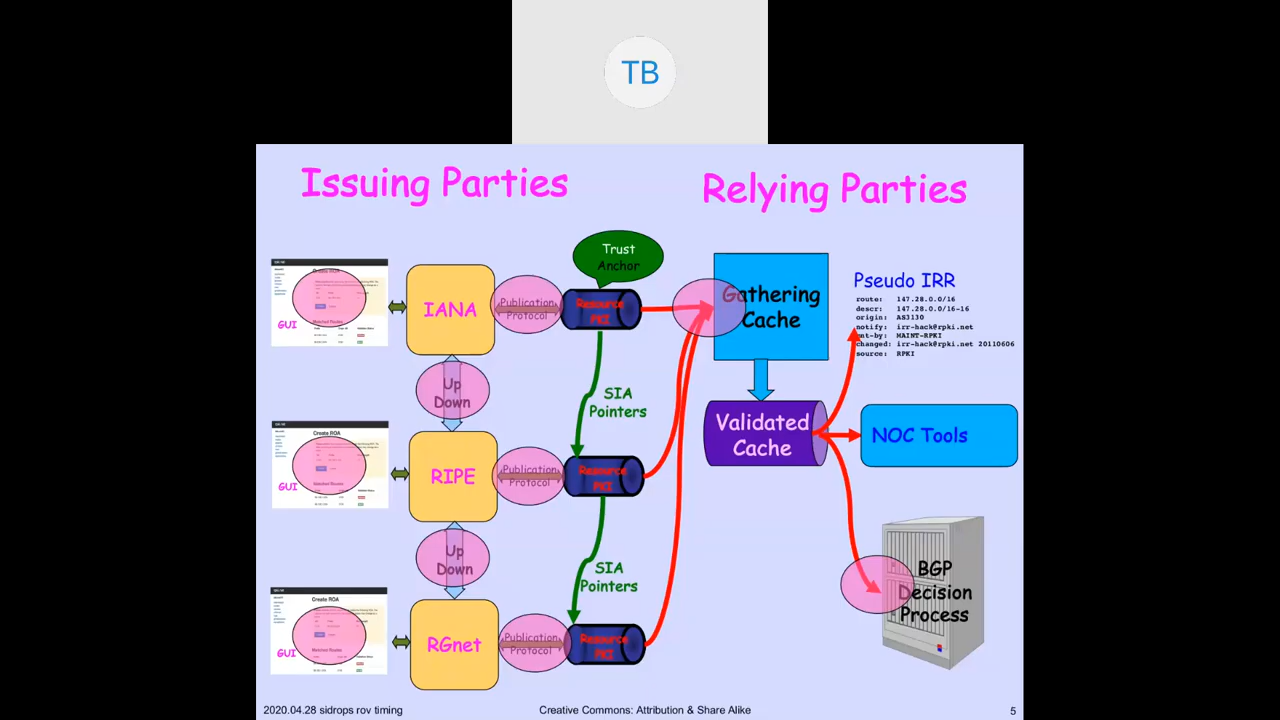 TB
Issuing Parties
Relying Parties
Trust
Anchor
GUI
IANA
Publication
Protocol
Resource
PKI
Gathering
Cache
Pseudo IRR
route: 147.28.0.0/16
descr: 147.28.0.0/16-16
origin: AS3130
notify: irr-hack@rpki.net
mnt-by: MAINT-RPKI
changed: irr-hack@rpki.net 20110606
source: RPKI
Up
Down
SIA
Pointers
Validated
Cache
NOC Tools
Create ROA
GUI
RIPE
Publication
Protocol
Resource
PKI
Up
Down
SIA
Pointers
BGP
Decision
Process
Create ROA
GUI
RGnet
Publication
Protocol
Resource
PKI
2020.04.28 sidrops rov timing
Creative Commons: Attribution & Share Alike
5